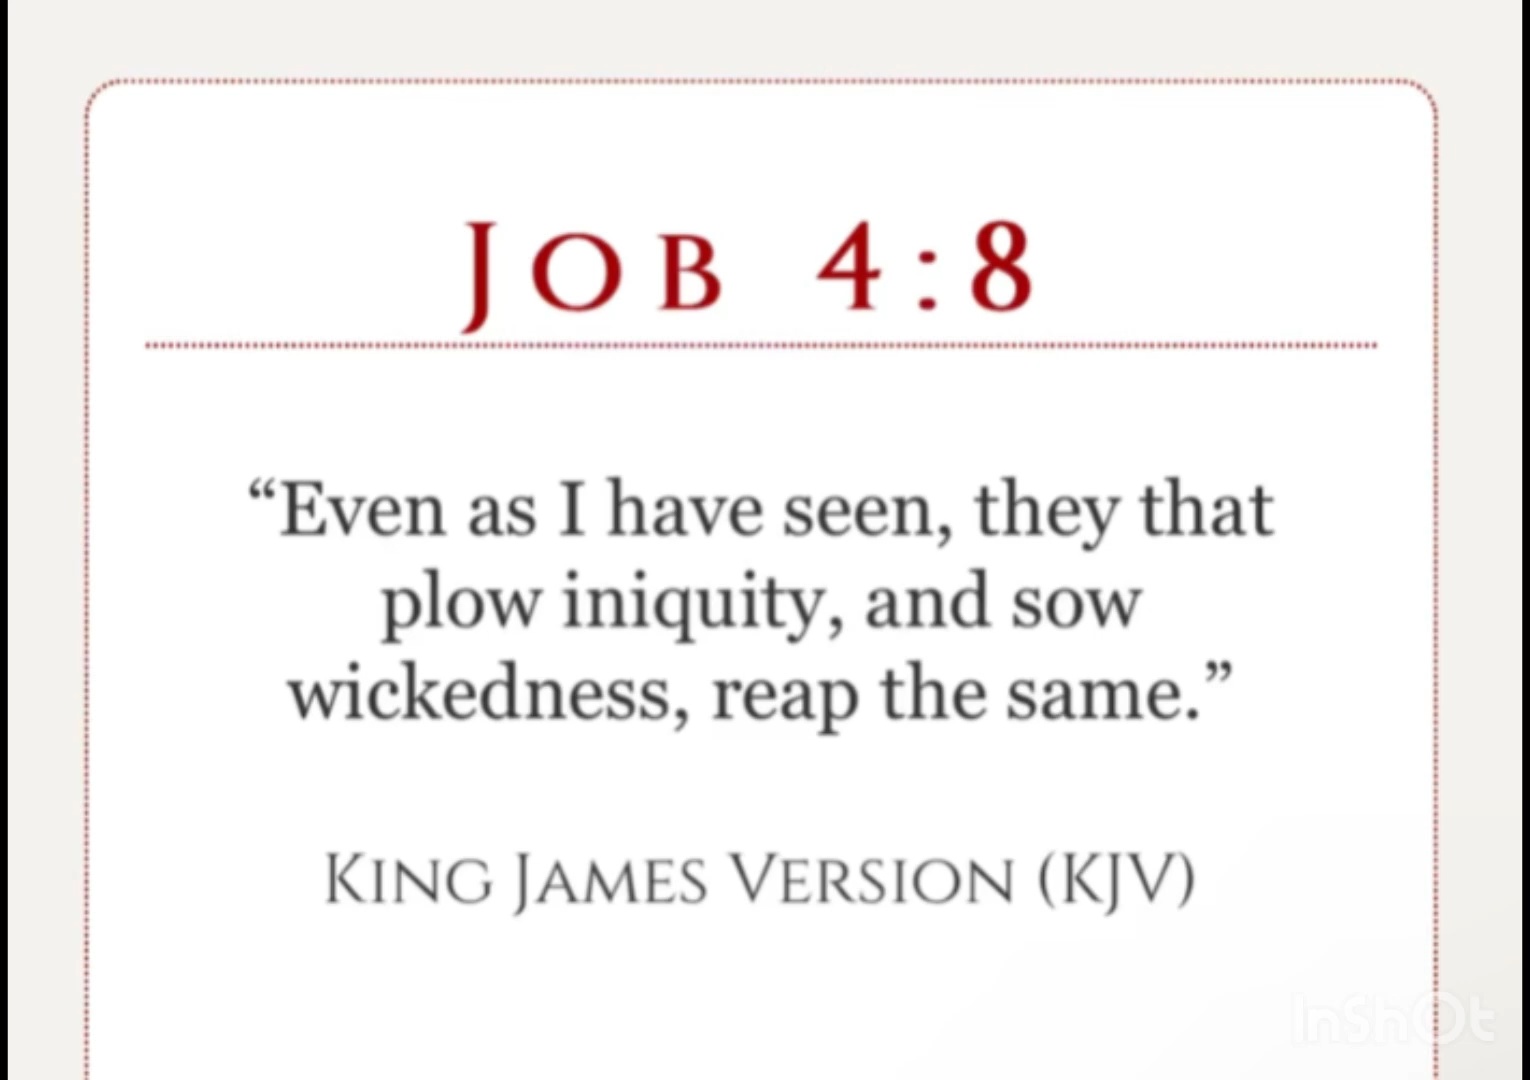 JOB 4:8
“Even as I have seen, they that
plow iniquity, and sow
wickedness, reap the same.”
KING JAMES VERSION (KJV)
InShOt